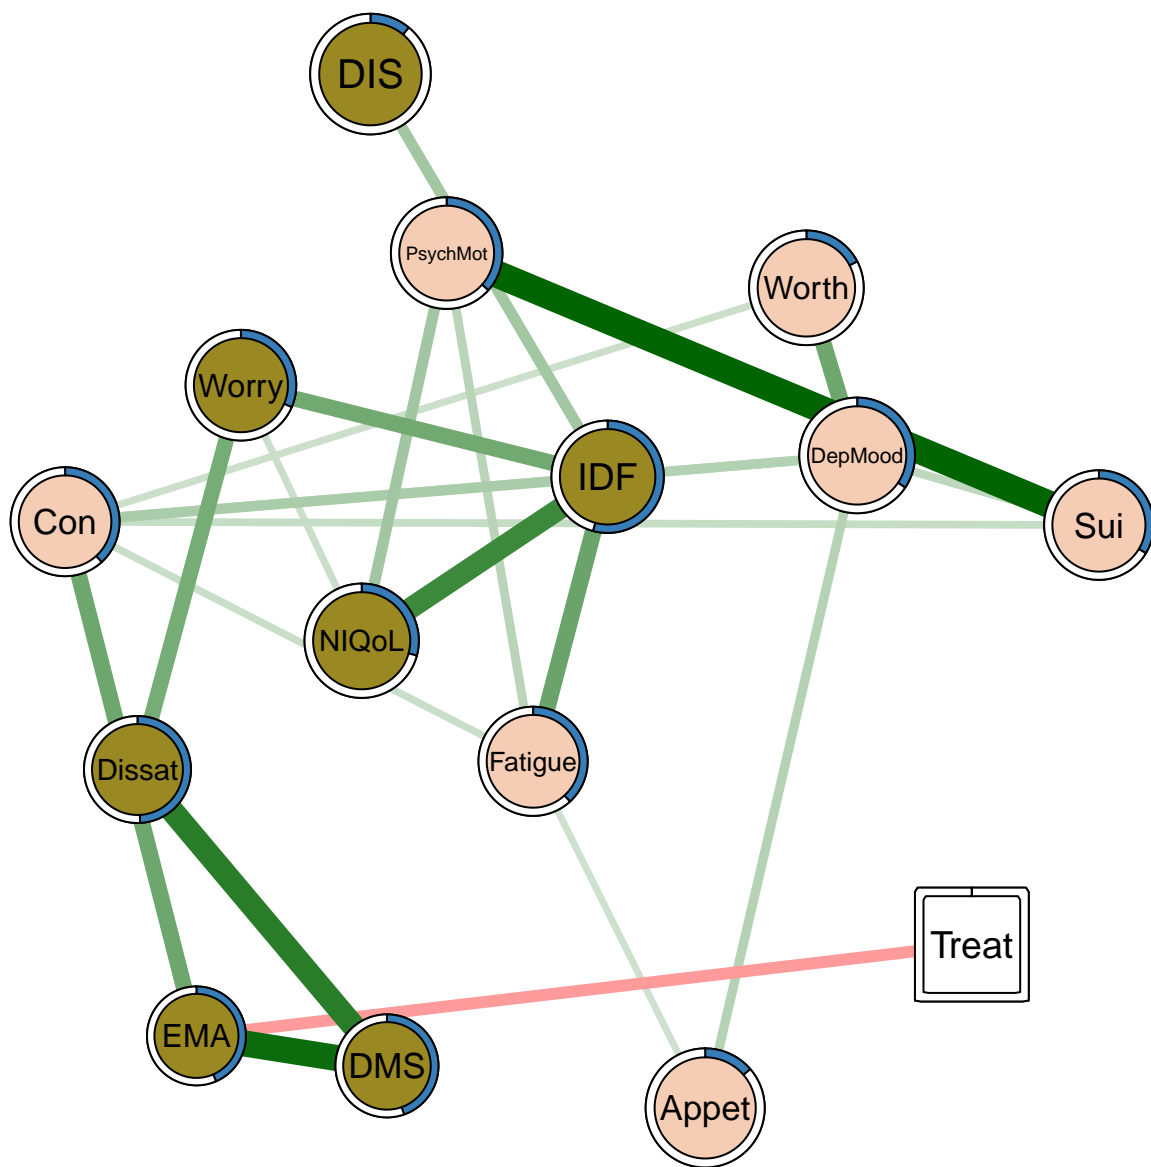 DIS
PsychMot
Worth
Worry
DepMood
IDF
Con
Sui
NIQoL
Fatigue
Dissat
Treat
EMA
DMS
Appet